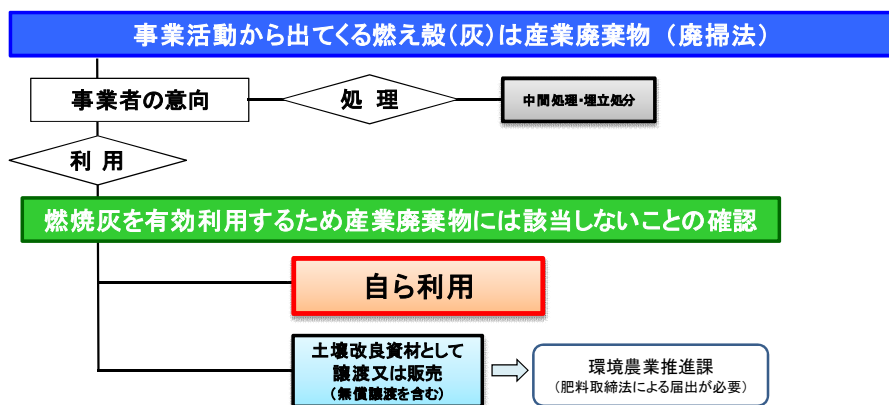 事業活動から出てくる燃え殻（灰）は産業廃棄物 （廃掃法）
事業者の意向
処 理
中間処理・埋立処分
利 用
燃焼灰を有効利用するため産業廃棄物には該当しないことの確認
自ら利用
土壌改良資材として
譲渡又は販売
（無償譲渡を含む）
環境農業推進課
（肥料取締法による届出が必要）